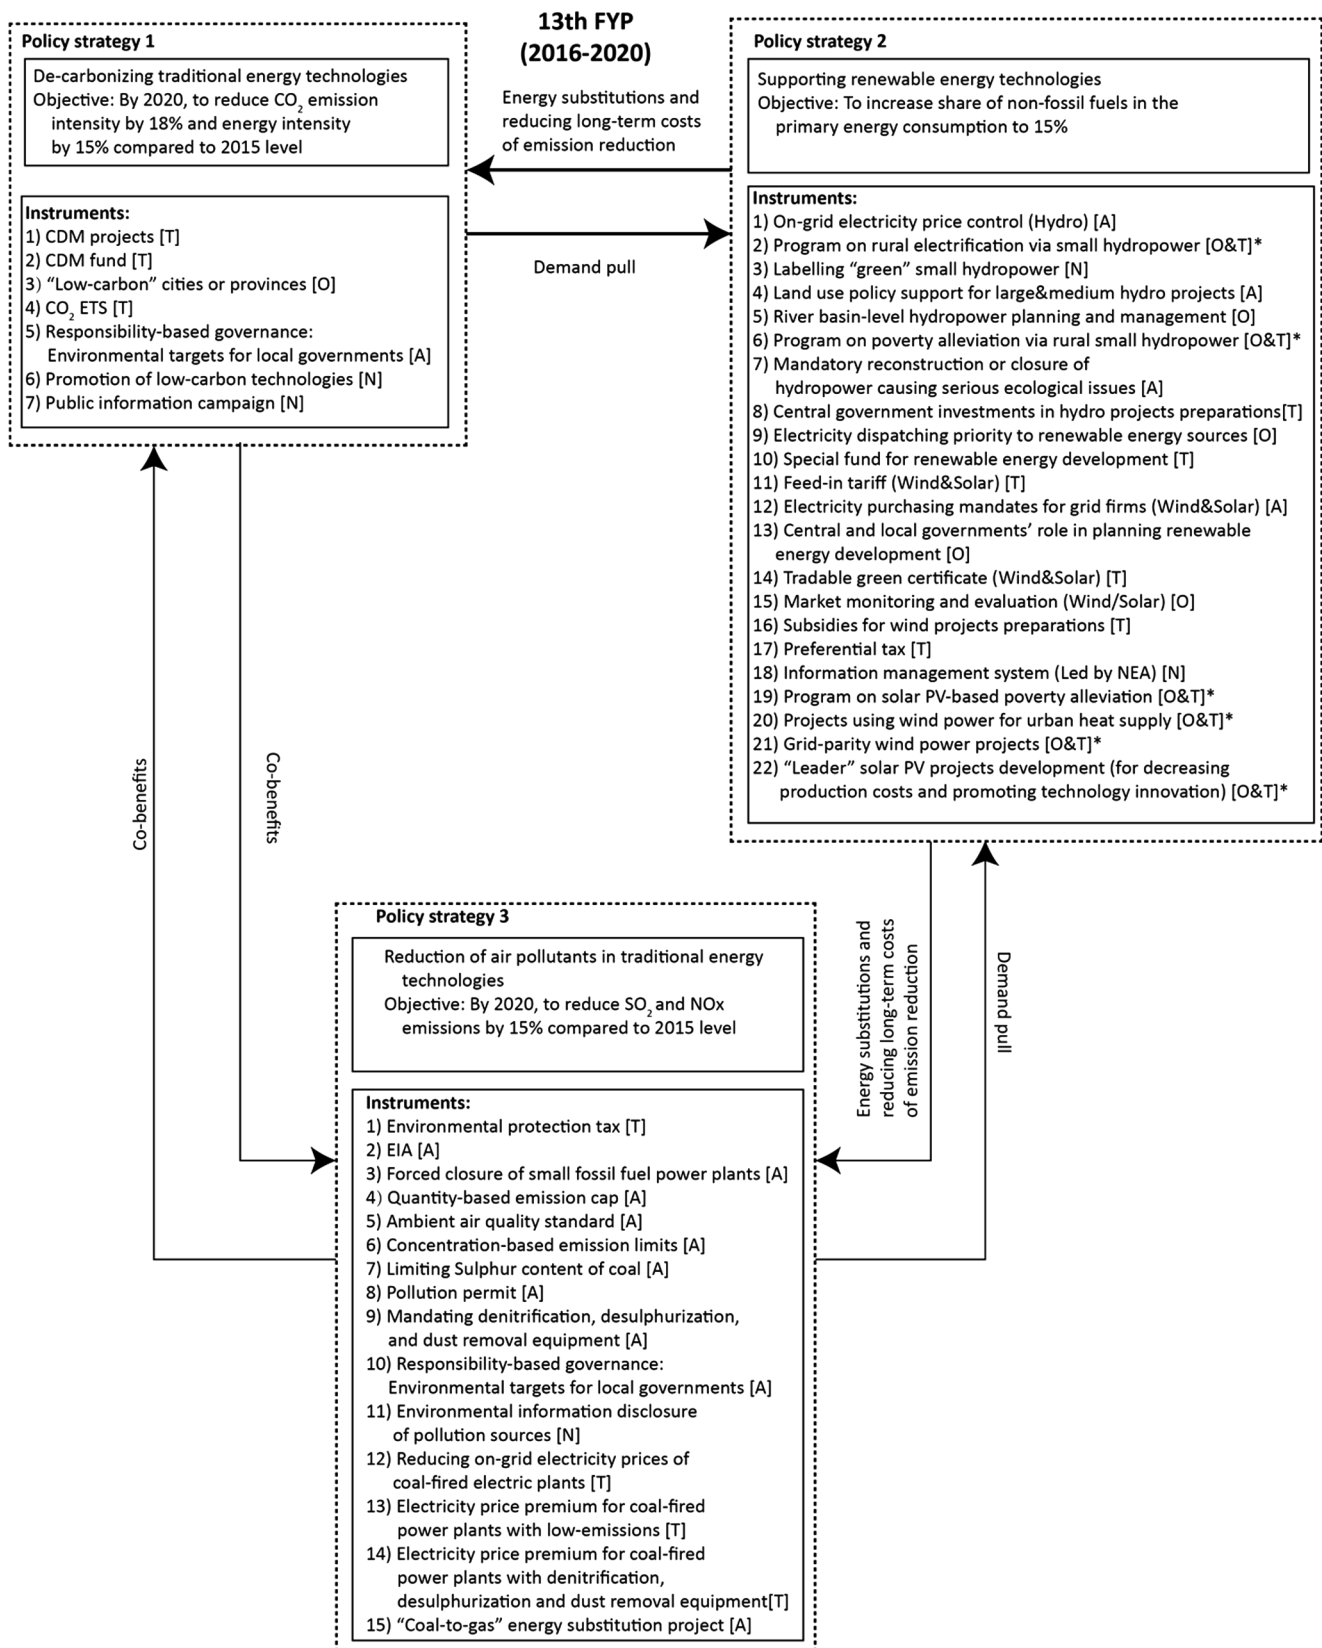 13th FYP
(2016-2020)
Policy strategy 1
De-carbonizing traditional energy technologies
Objective: By 2020, to reduce CO₂ emission
intensity by 18% and energy intensity
by 15% compared to 2015 level
Instruments:
1) CDM projects [T]
2) CDM fund [T]
3) “Low-carbon” cities or provinces [O]
4) CO₂ ETS [T]
5) Responsibility-based governance:
Environmental targets for local governments [A]
6) Promotion of low-carbon technologies [N]
7) Public information campaign [N]
Energy substitutions and
reducing long-term costs
of emission reduction
Demand pull
Policy strategy 2
Supporting renewable energy technologies
Objective: To increase share of non-fossil fuels in the
primary energy consumption to 15%
Instruments:
1) On-grid electricity price control (Hydro) [A]
2) Program on rural electrification via small hydropower [O&T]*
3) Labelling “green” small hydropower [N]
4) Land use policy support for large&medium hydro projects [A]
5) River basin-level hydropower planning and management [O]
6) Program on poverty alleviation via rural small hydropower [O&T]*
7) Mandatory reconstruction or closure of
hydropower causing serious ecological issues [A]
8) Central government investments in hydro projects preparations[T]
9) Electricity dispatching priority to renewable energy sources [O]
10) Special fund for renewable energy development [T]
11) Feed-in tariff (Wind&Solar) [T]
12) Electricity purchasing mandates for grid firms (Wind&Solar) [A]
13) Central and local governments’ role in planning renewable
energy development [O]
14) Tradable green certificate (Wind&Solar) [T]
15) Market monitoring and evaluation (Wind/Solar) [O]
16) Subsidies for wind projects preparations [T]
17) Preferential tax [T]
18) Information management system (Led by NEA) [N]
19) Program on solar PV-based poverty alleviation [O&T]*
20) Projects using wind power for urban heat supply [O&T]*
21) Grid-parity wind power projects [O&T]*
22) “Leader” solar PV projects development (for decreasing
production costs and promoting technology innovation) [O&T]*
Co-benefits
Co-benefits
Energy substitutions and
reducing long-term costs
of emission reduction
Demand pull
Policy strategy 3
Reduction of air pollutants in traditional energy
technologies
Objective: By 2020, to reduce SO₂ and NOx
emissions by 15% compared to 2015 level
Instruments:
1) Environmental protection tax [T]
2) EIA [A]
3) Forced closure of small fossil fuel power plants [A]
4) Quantity-based emission cap [A]
5) Ambient air quality standard [A]
6) Concentration-based emission limits [A]
7) Limiting Sulphur content of coal [A]
8) Pollution permit [A]
9) Mandating denitrification, desulphurization,
and dust removal equipment [A]
10) Responsibility-based governance:
Environmental targets for local governments [A]
11) Environmental information disclosure
of pollution sources [N]
12) Reducing on-grid electricity prices of
coal-fired electric plants [T]
13) Electricity price premium for coal-fired
power plants with low-emissions [T]
14) Electricity price premium for coal-fired
power plants with denitrification,
desulphurization and dust removal equipment[T]
15) “Coal-to-gas” energy substitution project [A]